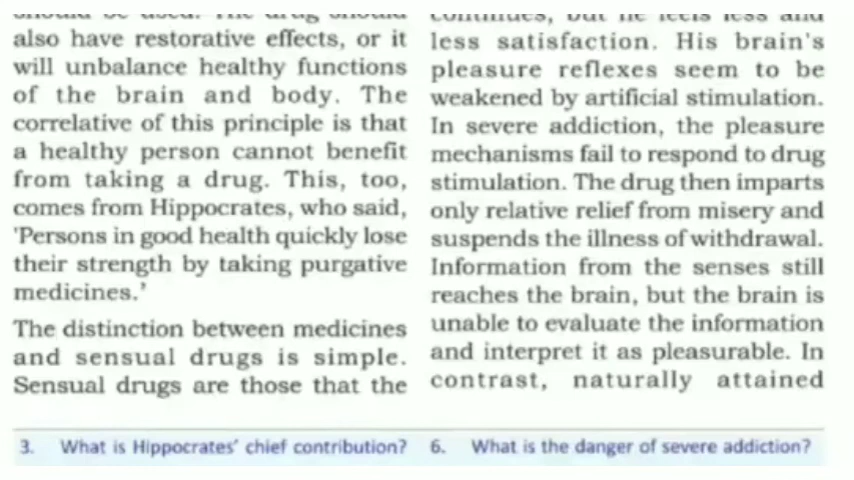 also have restorative effects, or it
will unbalance healthy functions
of the brain and body. The
correlative of this principle is that
a healthy person cannot benefit
from taking a drug. This, too,
comes from Hippocrates, who said,
'Persons in good health quickly lose
their strength by taking purgative
medicines.'
The distinction between medicines
and sensual drugs is simple.
Sensual drugs are those that the
3. What is Hippocrates' chief contribution?
continues, but he feels less and
less satisfaction. His brain's
pleasure reflexes seem to be
weakened by artificial stimulation.
In severe addiction, the pleasure
mechanisms fail to respond to drug
stimulation. The drug then imparts
only relative relief from misery and
suspends the illness of withdrawal.
Information from the senses still
reaches the brain, but the brain is
unable to evaluate the information
and interpret it as pleasurable. In
contrast, naturally attained
6. What is the danger of severe addiction?